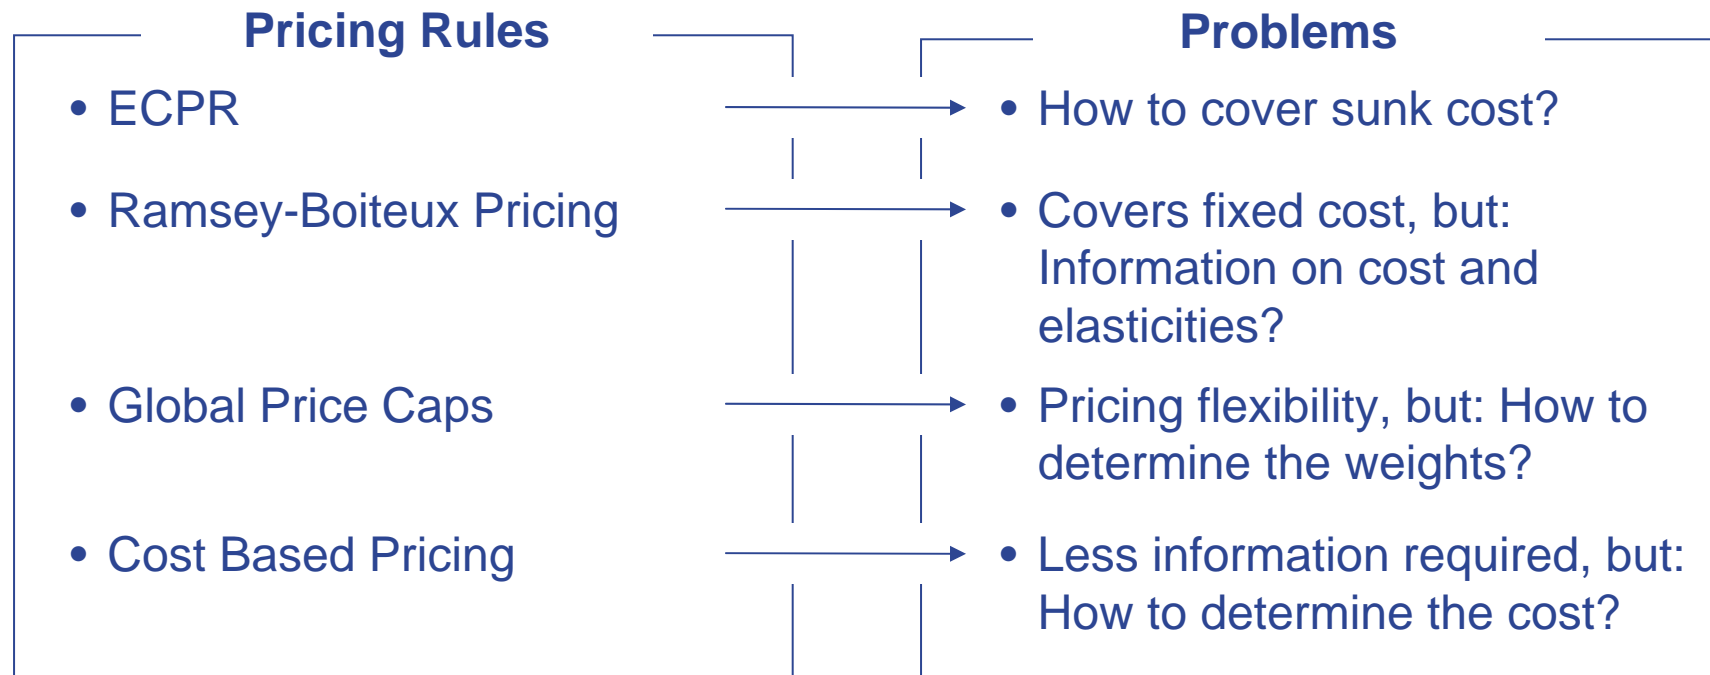 Pricing Rules
• ECPR
• Ramsey-Boiteux Pricing
• Global Price Caps
• Cost Based Pricing
Problems
• How to cover sunk cost?
• Covers fixed cost, but:
Information on cost and
elasticities?
• Pricing flexibility, but: How to
determine the weights?
• Less information required, but:
How to determine the cost?